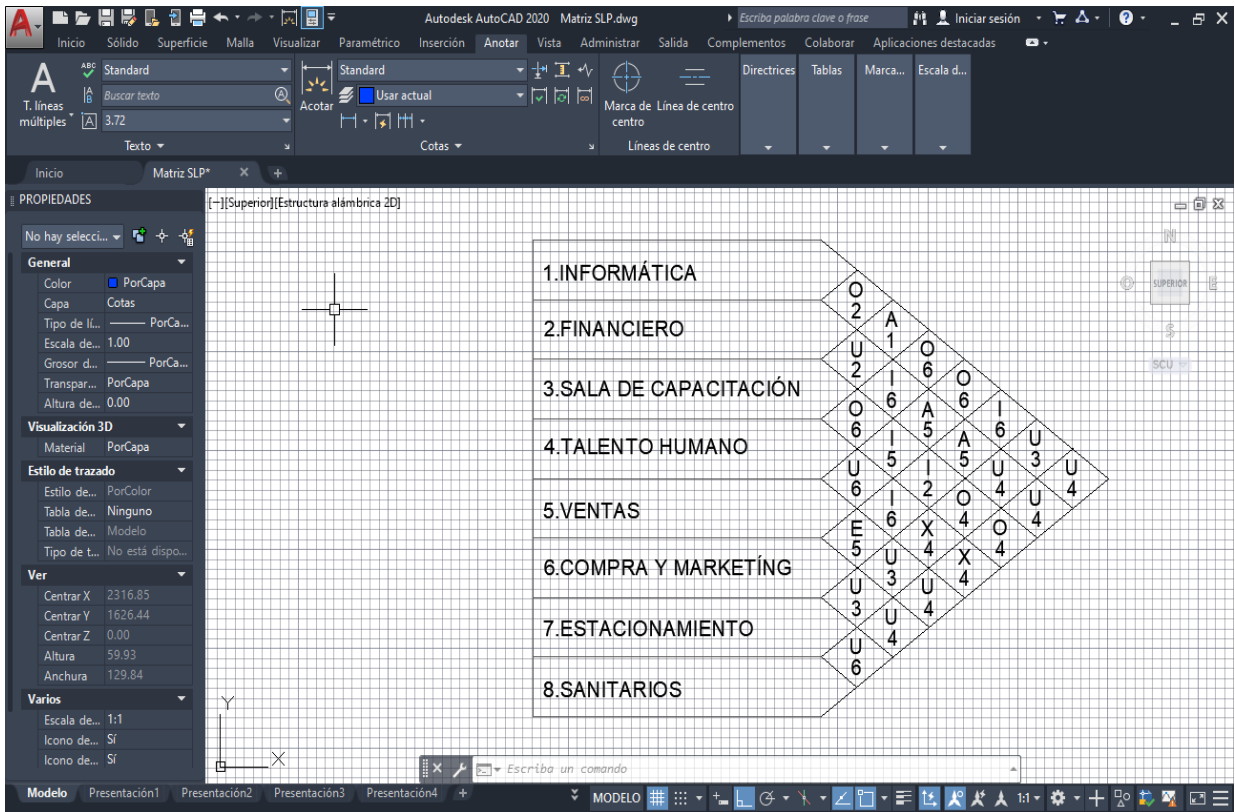 Autodesk AutoCAD 2020 Matriz SLP.dwg
Escriba palabra clave o frase
Iniciar sesión
Inicio Sólido Superficie Malla Visualizar Paramétrico Inserción Anotar Vista Administrar Salida Complementos Colaborar Aplicaciones destacadas
A
T. líneas
múltiples
ABC Standard
Buscar texto
3.72
Texto
Acotar
Standard
Usar actual
Cotas
Marca de
centro
Línea de centro
Líneas de centro
Directrices Tablas Marca... Escala d...
Inicio Matriz SLP*
PROPIEDADES
No hay selecci...
General
Color PorCapa
Capa Cotas
Tipo de lí... PorCa...
Escala de... 1.00
Grosor d... PorCa...
Transpar... PorCapa
Altura de... 0.00
Visualización 3D
Material PorCapa
Estilo de trazado
Estilo de... PorColor
Tabla de... Ninguno
Tabla de... Modelo
Tipo de t... No está dispo...
Ver
Centrar X 2316.85
Centrar Y 1626.44
Centrar Z 0.00
Altura 59.93
Anchura 129.84
Varios
Escala de... 1:1
Icono de... Sí
Icono de... Sí
[−][Superior][Estructura alámbrica 2D]
N
O SUPERIOR E
S
SCU
1.INFORMÁTICA
2.FINANCIERO
3.SALA DE CAPACITACIÓN
4.TALENTO HUMANO
5.VENTAS
6.COMPRA Y MARKETÍNG
7.ESTACIONAMIENTO
8.SANITARIOS
O 2
U 2
O 6
U 6
E 5
U 3
U 6
A 1
I 6
I 5
I 6
U 3
U 4
O 6
A 5
I 2
X 4
U 4
O 6
A 5
O 4
X 4
I 6
U 4
O 4
U 3
U 4
U 4
Y
X
Escriba un comando
Modelo Presentación1 Presentación2 Presentación3 Presentación4 +
MODELO
1:1